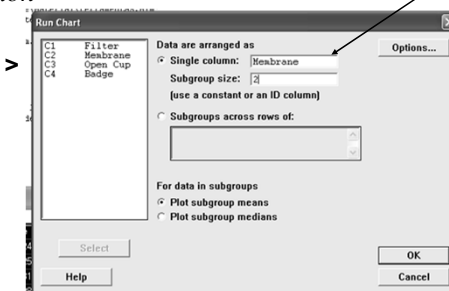 Run Chart
C1 Filter
C2 Membrane
C3 Open Cup
C4 Badge
>
Data are arranged as
Single column: Membrane
Subgroup size: 2
(use a constant or an ID column)
Subgroups across rows of:
For data in subgroups
Plot subgroup means
Plot subgroup medians
Options...
Select
Help
OK
Cancel